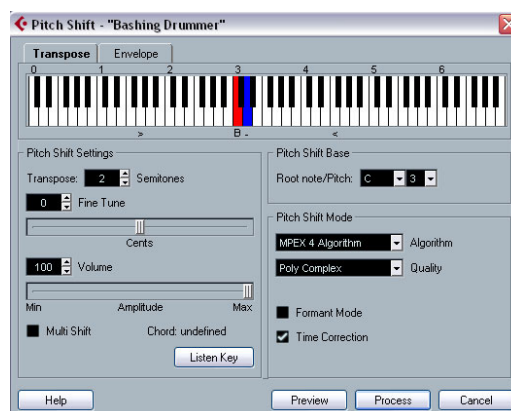 Pitch Shift - "Bashing Drummer"
Transpose Envelope
0 1 2 3 4 5 6
> B - <
Pitch Shift Settings
Transpose: 2 Semitones
0 Fine Tune
Cents
100 Volume
Min Amplitude Max
Multi Shift Chord: undefined
Listen Key
Pitch Shift Base
Root note/Pitch: C 3
Pitch Shift Mode
MPEX 4 Algorithm Algorithm
Poly Complex Quality
Formant Mode
Time Correction
Help Preview Process Cancel